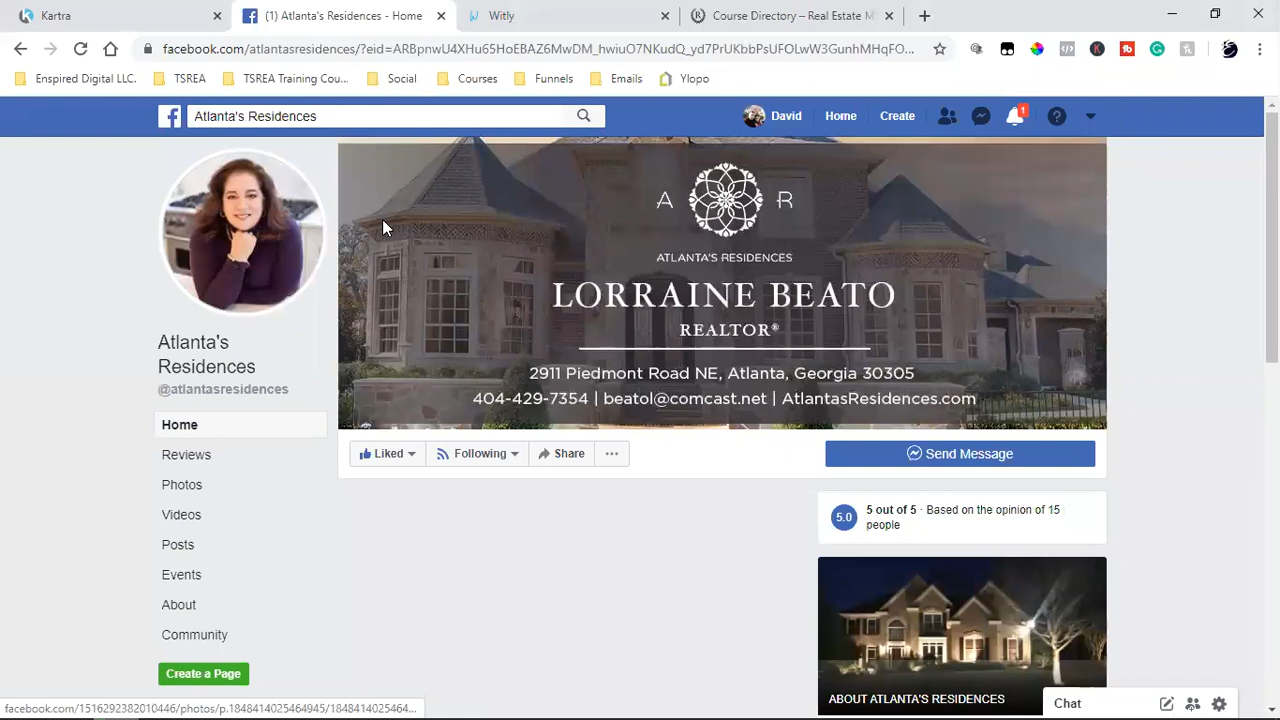 Kartra
(1) Atlanta's Residences - Home
Witly
Course Directory – Real Estate M
facebook.com/atlantasresidences/?eid=ARBpnwU4XHu65HoEBAZ6MwDM_hwiuO7NKudQ_yd7PrUKbbPsUFOLwW3GunhMHqFO...
Enspired Digital LLC.
TSREA
TSREA Training Cou...
Social
Courses
Funnels
Emails
Ylopo
Atlanta's Residences
David
Home
Create
1
A R
ATLANTA'S RESIDENCES
LORRAINE BEATO
REALTOR®
2911 Piedmont Road NE, Atlanta, Georgia 30305
404-429-7354 | beatol@comcast.net | AtlantasResidences.com
Atlanta's
Residences
@atlantasresidences
Home
Reviews
Photos
Videos
Posts
Events
About
Community
Create a Page
Liked
Following
Share
Send Message
5.0
5 out of 5 · Based on the opinion of 15
people
ABOUT ATLANTA'S RESIDENCES
Chat
facebook.com/1516292382010446/photos/p.1848414025464945/1848414025464...